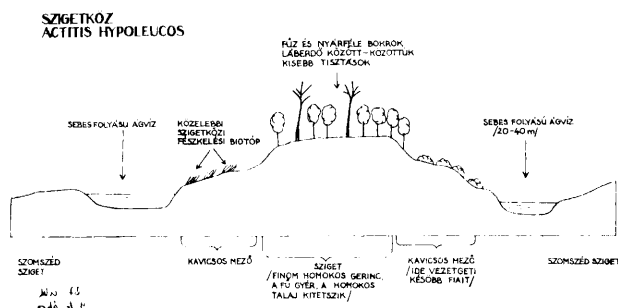 SZIGETKÖZ
ACTITIS HYPOLEUCOS
FŰZ ÉS NYÁRFÉLE BOKROK
LÁBERDŐ KÖZÖTT-KÖZÖTTÜK
KISEBB TISZTÁSOK
SEBES FOLYÁSÚ ÁGVÍZ
KÖZELEBBI
SZIGETKÖZI
FÉSZKELÉSI BIOTÓP
SEBES FOLYÁSÚ ÁGVÍZ
/20-40 m/
SZOMSZÉD
SZIGET
KAVICSOS MEZŐ
SZIGET
/FINOM HOMOKOS GERINC,
A FŰ GYÉR, A HOMOKOS
TALAJ KITETSZIK/
KAVICSOS MEZŐ
/IDE VEZETGETI
KÉSŐBB FIAIT/
SZOMSZÉD SZIGET